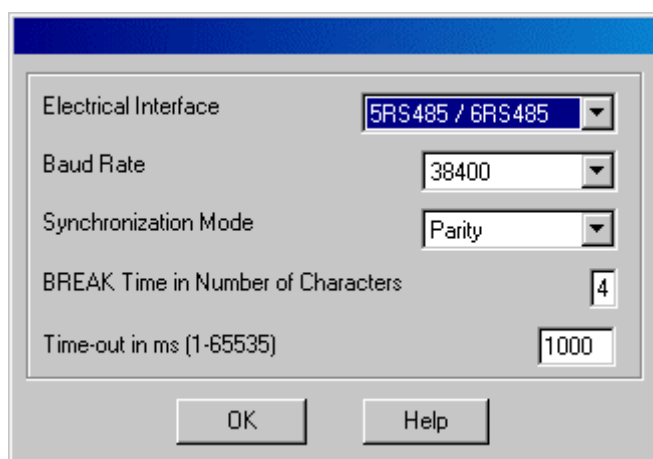 Electrical Interface 5RS485 / 6RS485
Baud Rate 38400
Synchronization Mode Parity
BREAK Time in Number of Characters 4
Time-out in ms (1-65535) 1000
OK Help